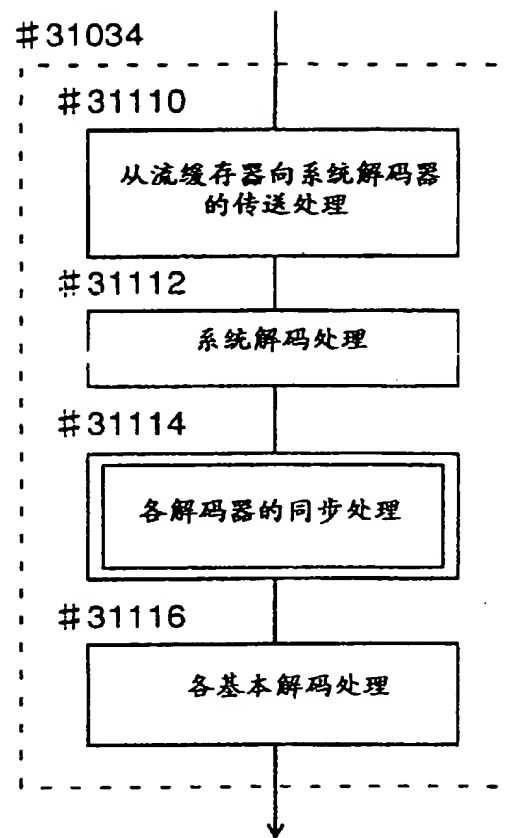 #31034
#31110
从流缓存器向系统解码器
的传送处理
#31112
系统解码处理
#31114
各解码器的同步处理
#31116
各基本解码处理